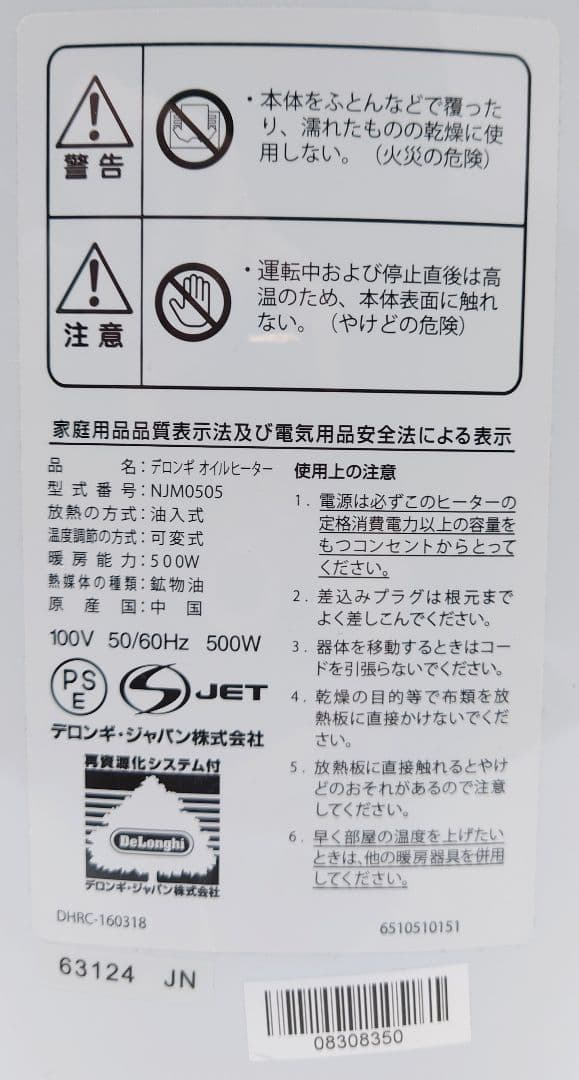 警告
・本体をふとんなどで覆った
り、濡れたものの乾燥に使
用しない。（火災の危険）
注意
・運転中および停止直後は高
温のため、本体表面に触れ
ない。（やけどの危険）
家庭用品品質表示法及び電気用品安全法による表示
品名：デロンギ オイルヒーター
型式番号：NJM0505
放熱の方式：油入式
温度調節の方式：可変式
暖房能力：500W
熱媒体の種類：鉱物油
原産国：中国
100V 50/60Hz 500W
PSE
S JET
デロンギ・ジャパン株式会社
再資源化システム付
DeLonghi
デロンギ・ジャパン株式会社
DHRC-160318
使用上の注意
1. 電源は必ずこのヒーターの
定格消費電力以上の容量を
もつコンセントからとって
ください。
2. 差込みプラグは根元まで
よく差しこんでください。
3. 器体を移動するときはコー
ドを引張らないでください。
4. 乾燥の目的等で布類を放
熱板に直接かけないでくだ
さい。
5. 放熱板に直接触れるとやけ
どのおそれがあるので注意
してください。
6. 早く部屋の温度を上げたい
ときは、他の暖房器具を併用
してください。
6510510151
63124 JN
08308350